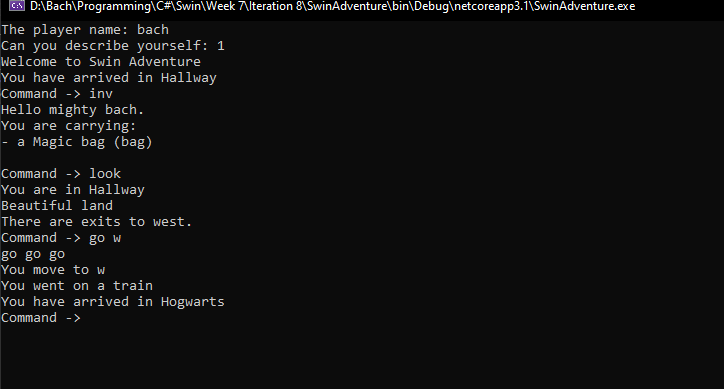 D:\Bach\Programming\C#\Swin\Week 7\Iteration 8\SwinAdventure\bin\Debug\netcoreapp3.1\SwinAdventure.exe
The player name: bach
Can you describe yourself: 1
Welcome to Swin Adventure
You have arrived in Hallway
Command -> inv
Hello mighty bach.
You are carrying:
- a Magic bag (bag)
Command -> look
You are in Hallway
Beautiful land
There are exits to west.
Command -> go w
go go go
You move to w
You went on a train
You have arrived in Hogwarts
Command ->